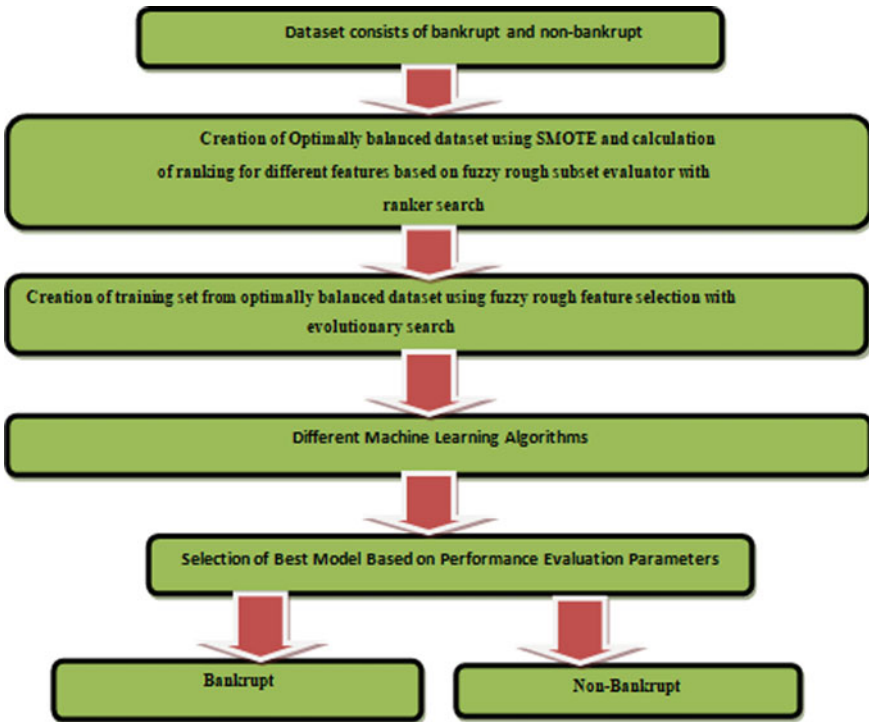 Dataset consists of bankrupt and non-bankrupt
Creation of Optimally balanced dataset using SMOTE and calculation
of ranking for different features based on fuzzy rough subset evaluator with
ranker search
Creation of training set from optimally balanced dataset using fuzzy rough feature selection with
evolutionary search
Different Machine Learning Algorithms
Selection of Best Model Based on Performance Evaluation Parameters
Bankrupt
Non-Bankrupt